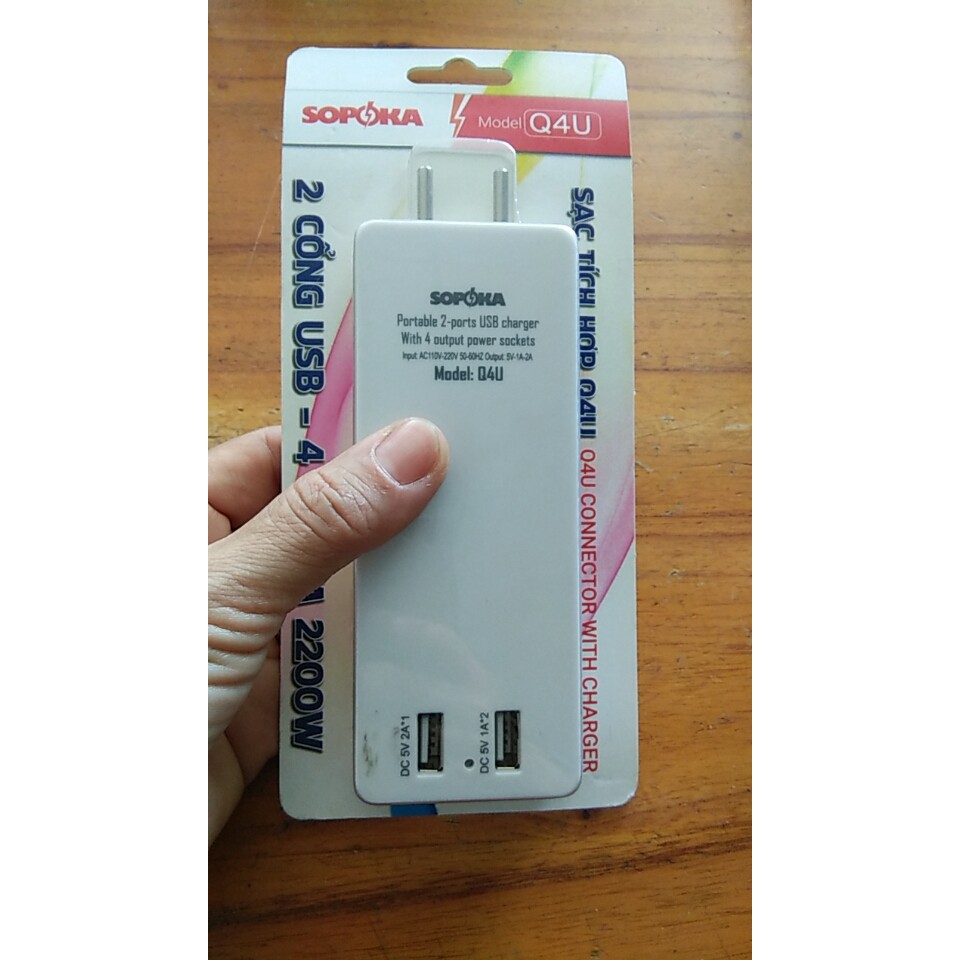 SOPOKA
Model Q4U
2 CỔNG USB - 4
2200W
SẠC TÍCH HỢP Q4U
Q4U CONNECTOR WITH CHARGER
SOPOKA
Portable 2-ports USB charger
With 4 output power sockets
Input: AC110V-220V 50-60HZ Output: 5V-1A-2A
Model: Q4U
DC 5V 2A*1
DC 5V 1A*2